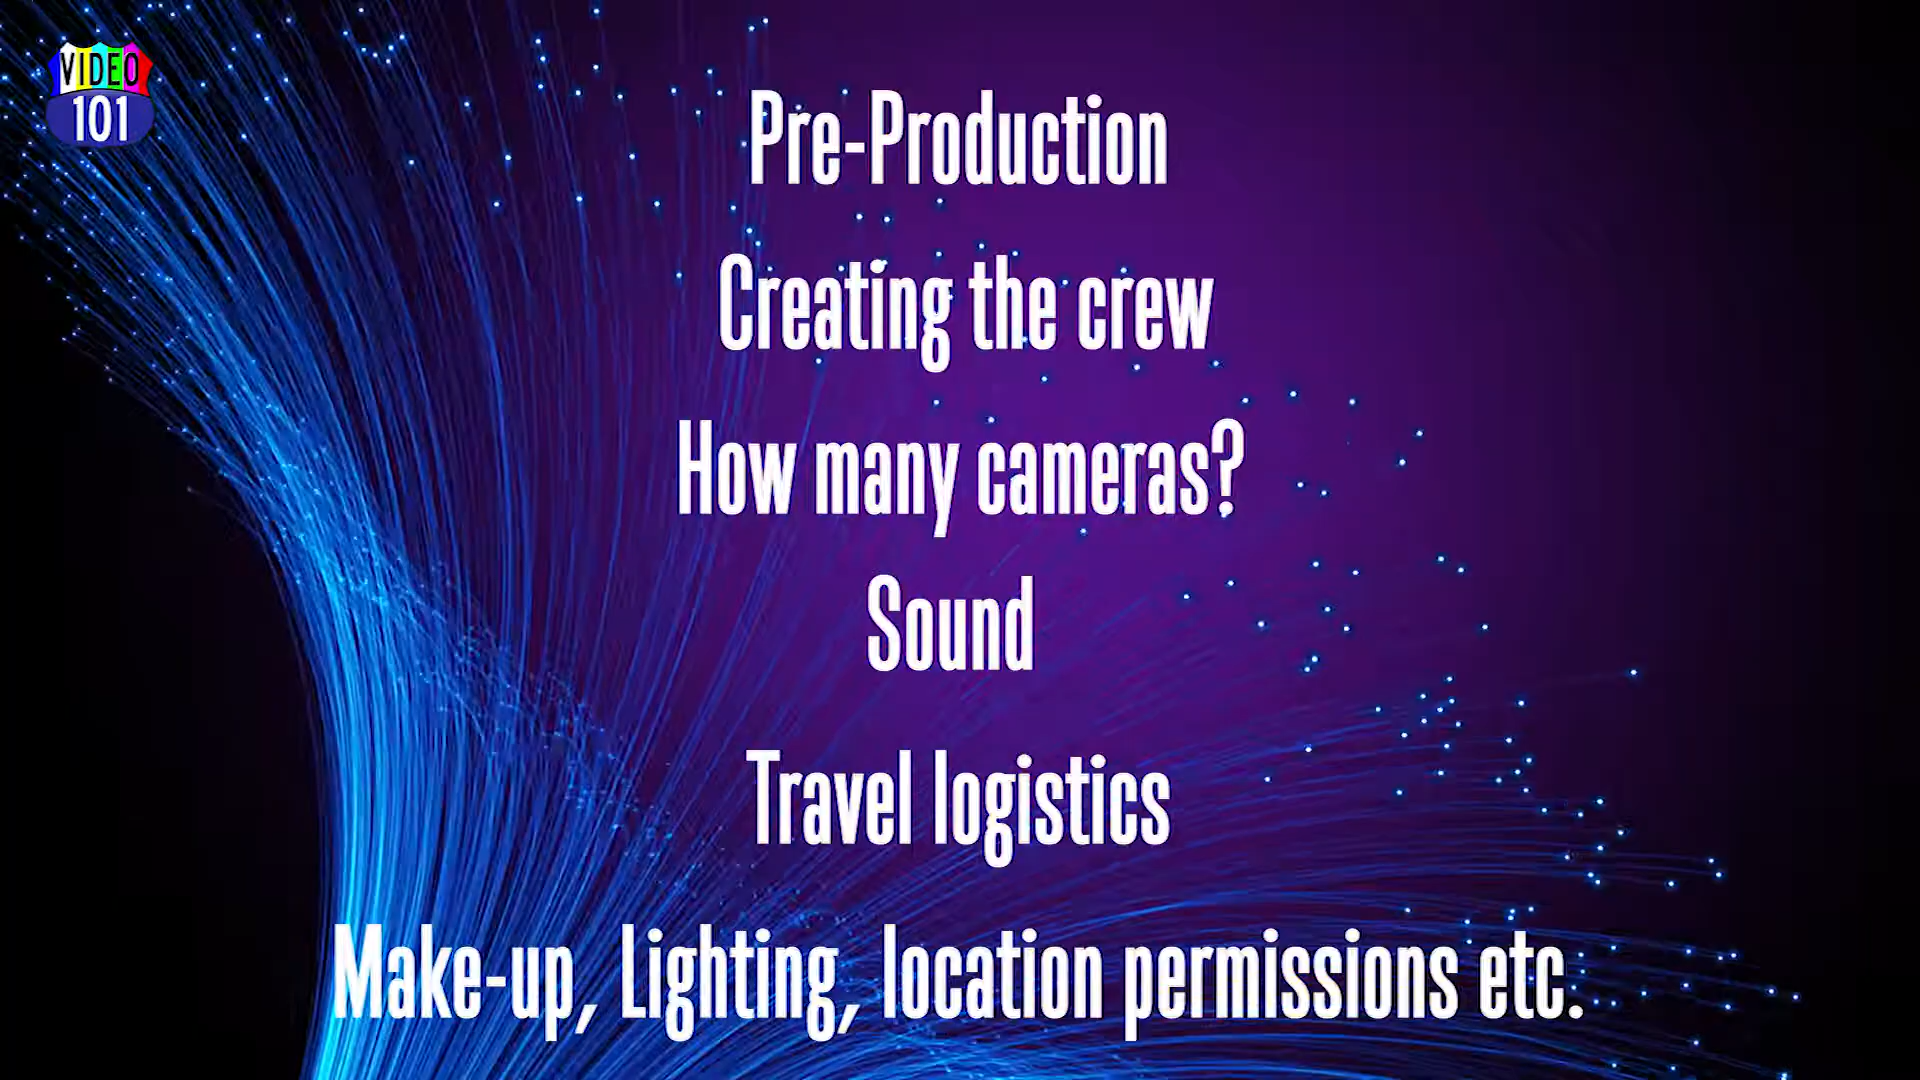 VIDEO
101
Pre-Production
Creating the crew
How many cameras?
Sound
Travel logistics
Make-up, Lighting, location permissions etc.